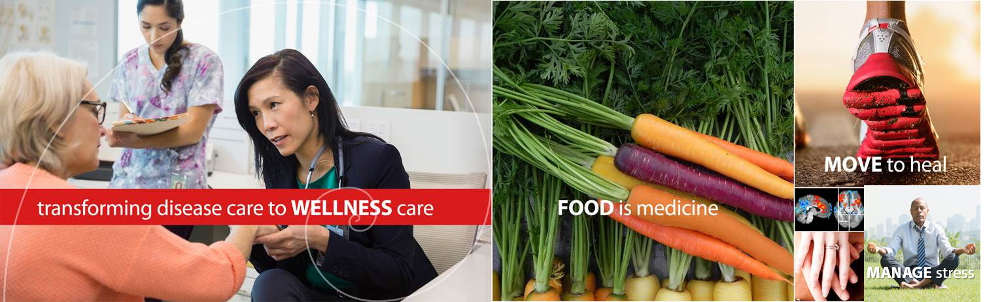 transforming disease care to WELLNESS care
FOOD is medicine
MOVE to heal
MANAGE stress